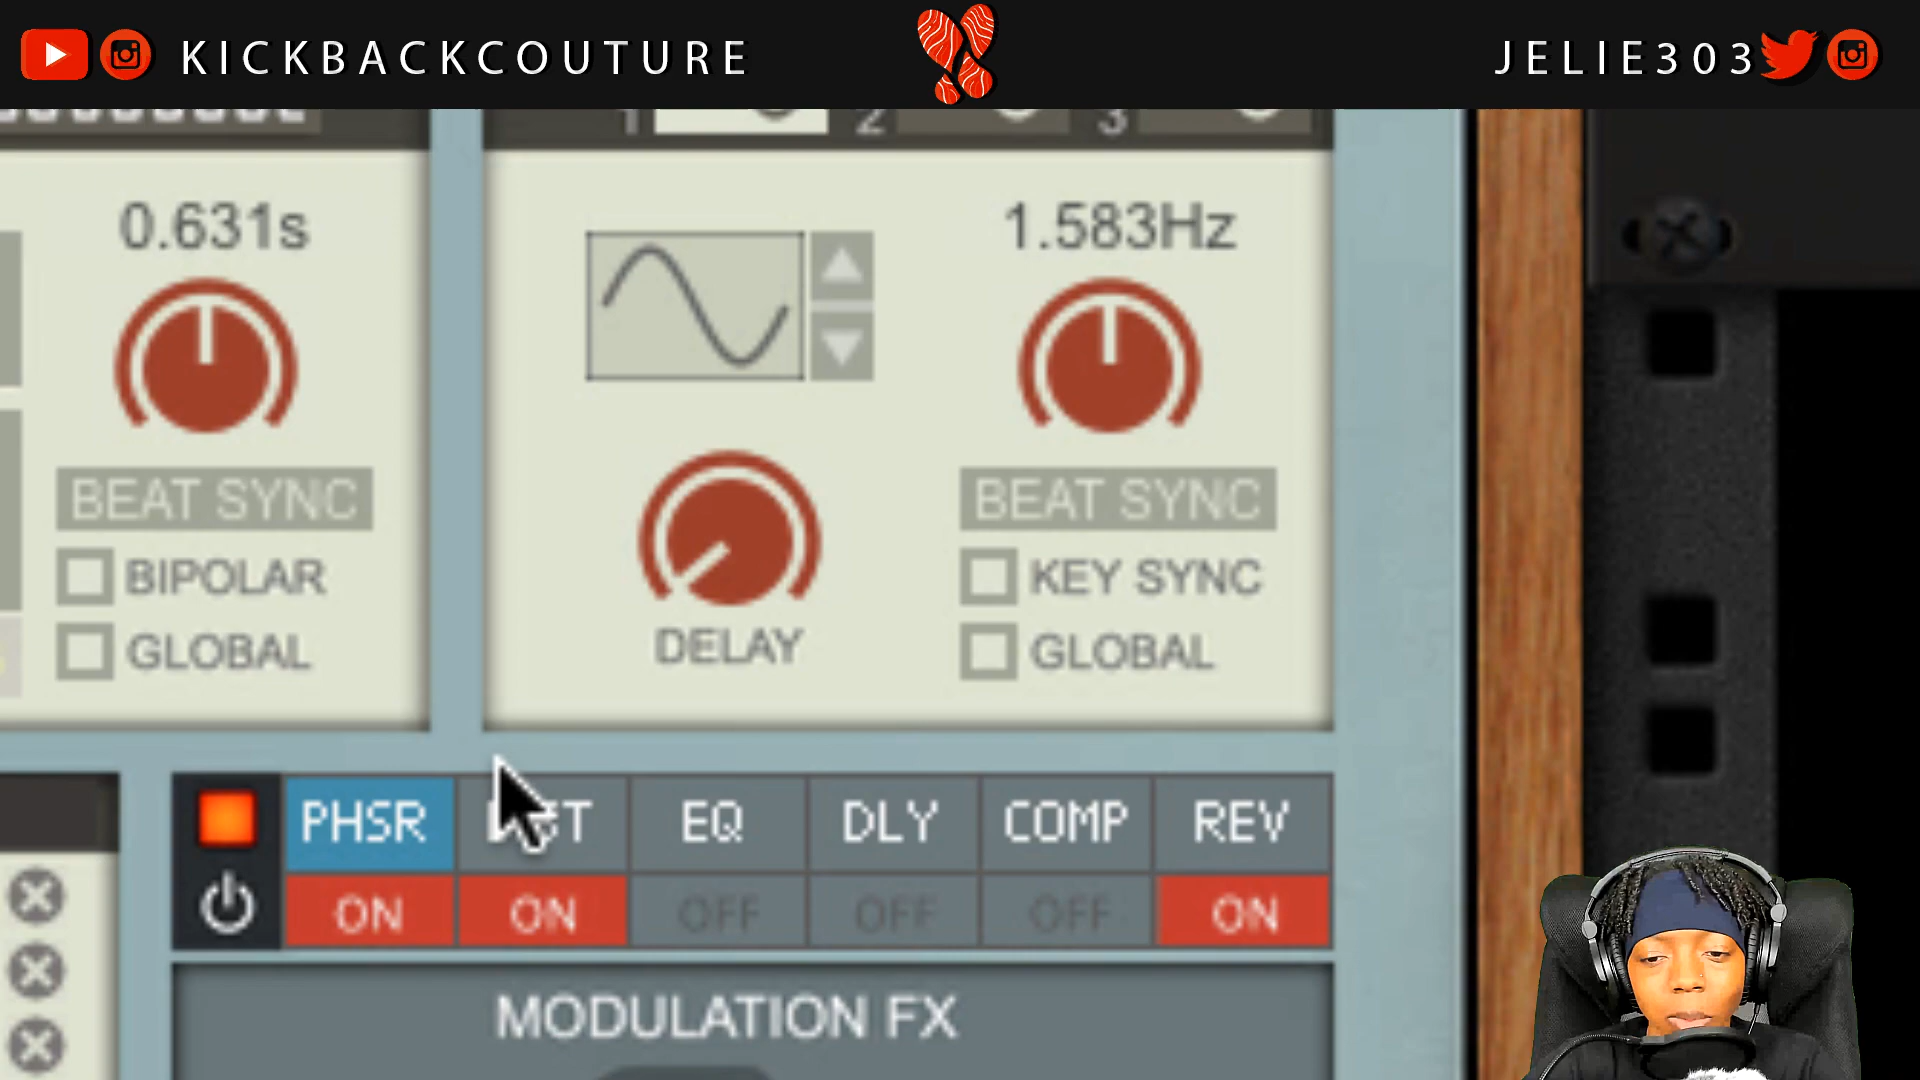 KICKBACKCOUTURE
JELIE303
1 2 3
0.631s
1.583Hz
BEAT SYNC
BEAT SYNC
BIPOLAR
KEY SYNC
GLOBAL
DELAY
GLOBAL
PHSR EQ DLY COMP REV
ON ON OFF OFF OFF ON
MODULATION FX